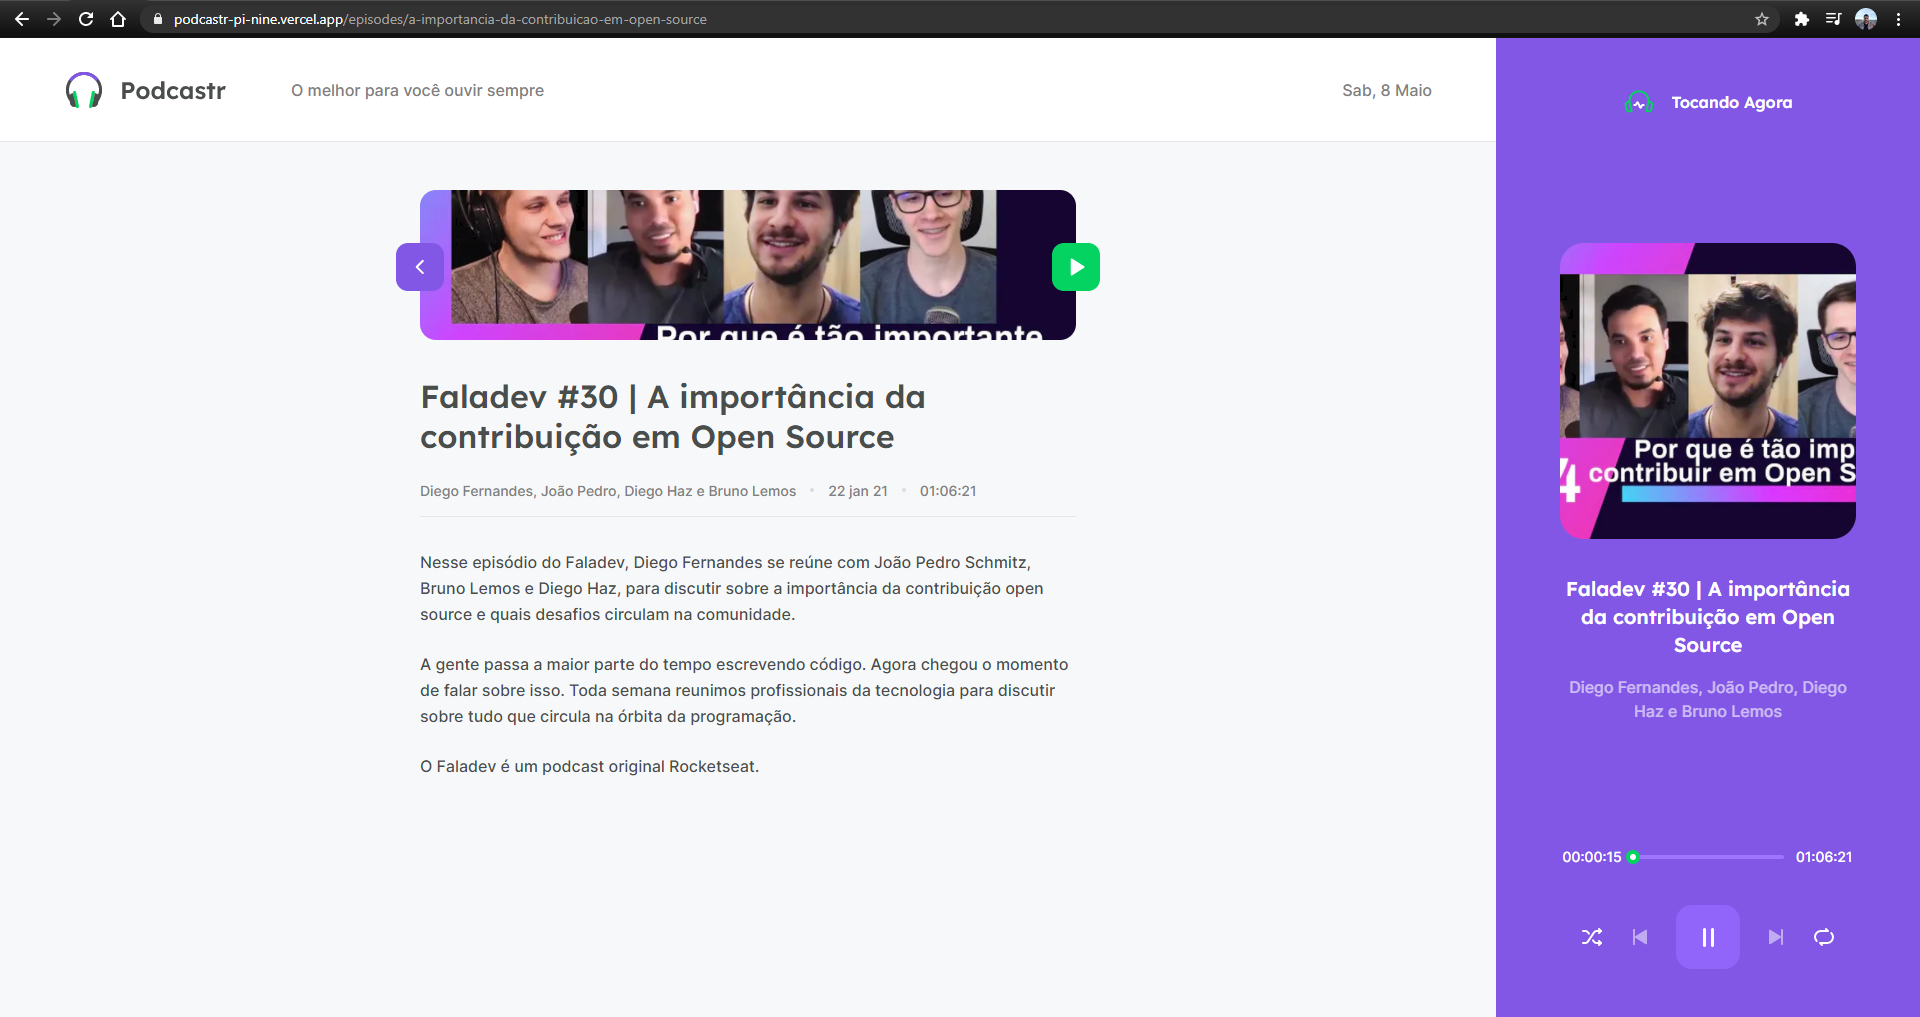 podcastr-pi-nine.vercel.app/episodes/a-importancia-da-contribuicao-em-open-source
Podcastr
O melhor para você ouvir sempre
Sab, 8 Maio
Por que é tão importante
Faladev #30 | A importância da
contribuição em Open Source
Diego Fernandes, João Pedro, Diego Haz e Bruno Lemos • 22 jan 21 • 01:06:21
Nesse episódio do Faladev, Diego Fernandes se reúne com João Pedro Schmitz,
Bruno Lemos e Diego Haz, para discutir sobre a importância da contribuição open
source e quais desafios circulam na comunidade.
A gente passa a maior parte do tempo escrevendo código. Agora chegou o momento
de falar sobre isso. Toda semana reunimos profissionais da tecnologia para discutir
sobre tudo que circula na órbita da programação.
O Faladev é um podcast original Rocketseat.
Tocando Agora
Por que é tão imp
4 contribuir em Open S
Faladev #30 | A importância
da contribuição em Open
Source
Diego Fernandes, João Pedro, Diego
Haz e Bruno Lemos
00:00:15
01:06:21